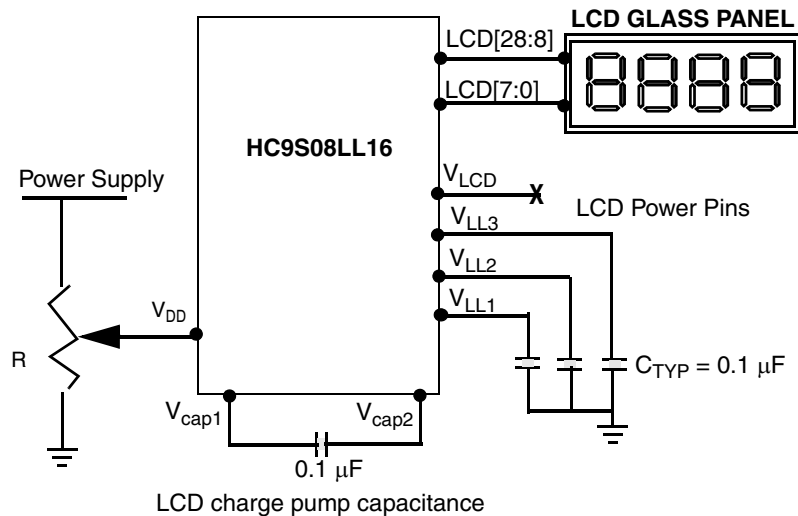 LCD GLASS PANEL
LCD[28:8]
LCD[7:0]
HC9S08LL16
Power Supply
VLCD
X
LCD Power Pins
VLL3
VLL2
VDD
VLL1
R
CTYP = 0.1 μF
Vcap1
Vcap2
0.1 μF
LCD charge pump capacitance